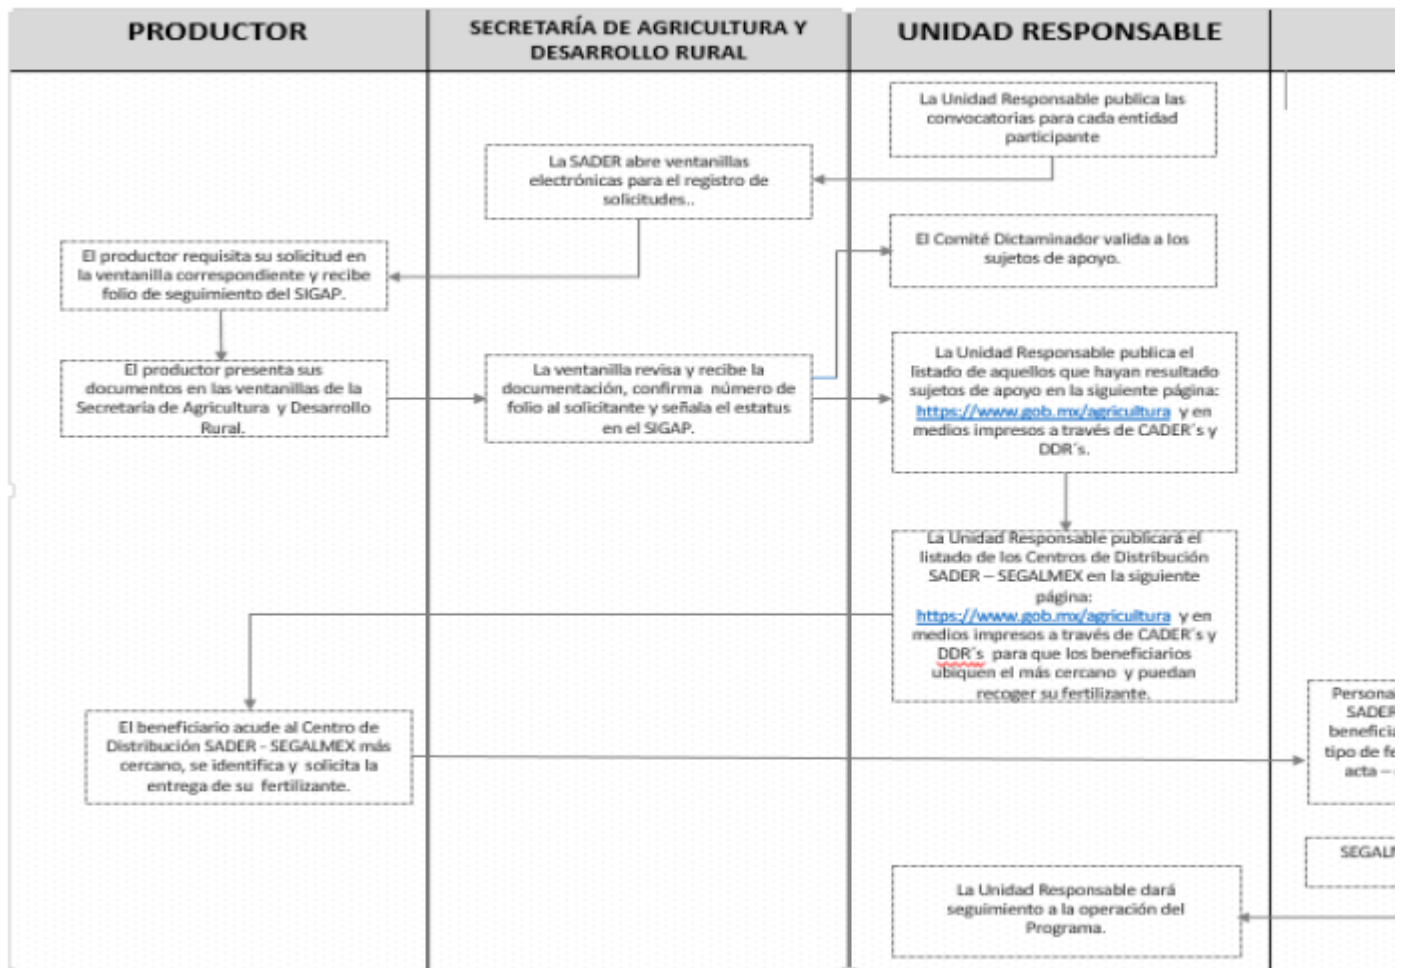 PRODUCTOR
SECRETARÍA DE AGRICULTURA Y
DESARROLLO RURAL
UNIDAD RESPONSABLE
La Unidad Responsable publica las
convocatorias para cada entidad
participante
La SADER abre ventanillas
electrónicas para el registro de
solicitudes..
El productor requisita su solicitud en
la ventanilla correspondiente y recibe
folio de seguimiento del SIGAP.
El Comité Dictaminador valida a los
sujetos de apoyo.
El productor presenta sus
documentos en las ventanillas de la
Secretaría de Agricultura y Desarrollo
Rural.
La ventanilla revisa y recibe la
documentación, confirma número de
folio al solicitante y señala el estatus
en el SIGAP.
La Unidad Responsable publica el
listado de aquellos que hayan resultado
sujetos de apoyo en la siguiente página:
https://www.gob.mx/agricultura y en
medios impresos a través de CADER´s y
DDR´s.
La Unidad Responsable publicará el
listado de los Centros de Distribución
SADER – SEGALMEX en la siguiente
página:
https://www.gob.mx/agricultura y en
medios impresos a través de CADER´s y
DDR´s para que los beneficiarios
ubiquen el más cercano y puedan
recoger su fertilizante.
El beneficiario acude al Centro de
Distribución SADER - SEGALMEX más
cercano, se identifica y solicita la
entrega de su fertilizante.
Persona
SADER
beneficia
tipo de fe
acta –
SEGALM
La Unidad Responsable dará
seguimiento a la operación del
Programa.